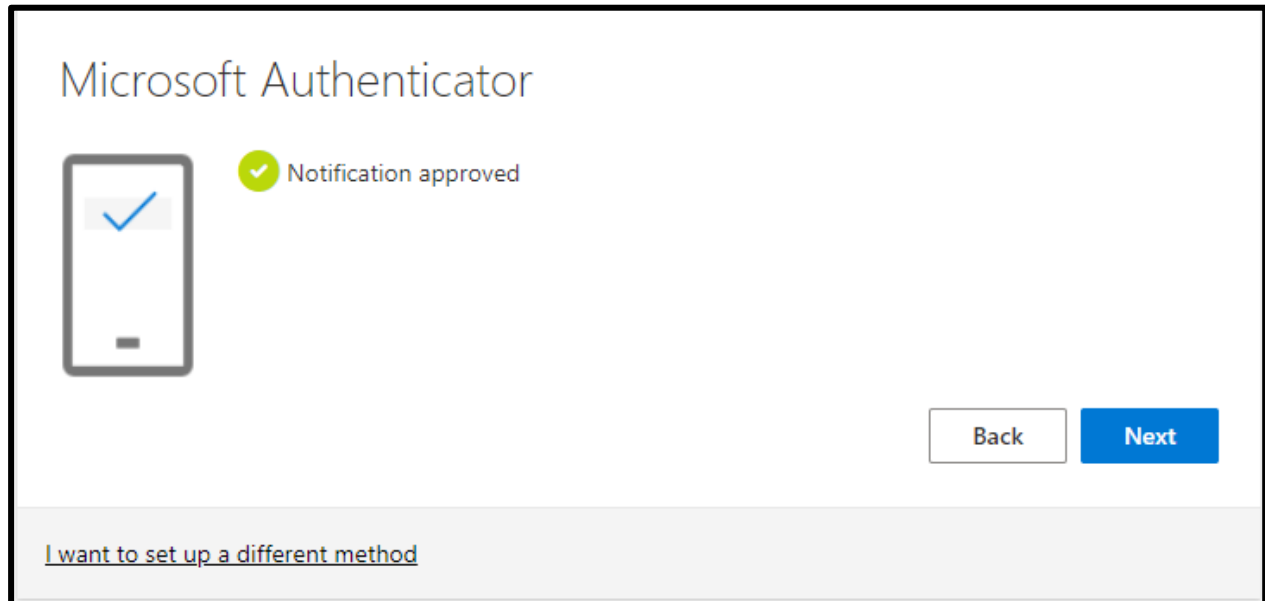 Microsoft Authenticator
Notification approved
Back
Next
I want to set up a different method